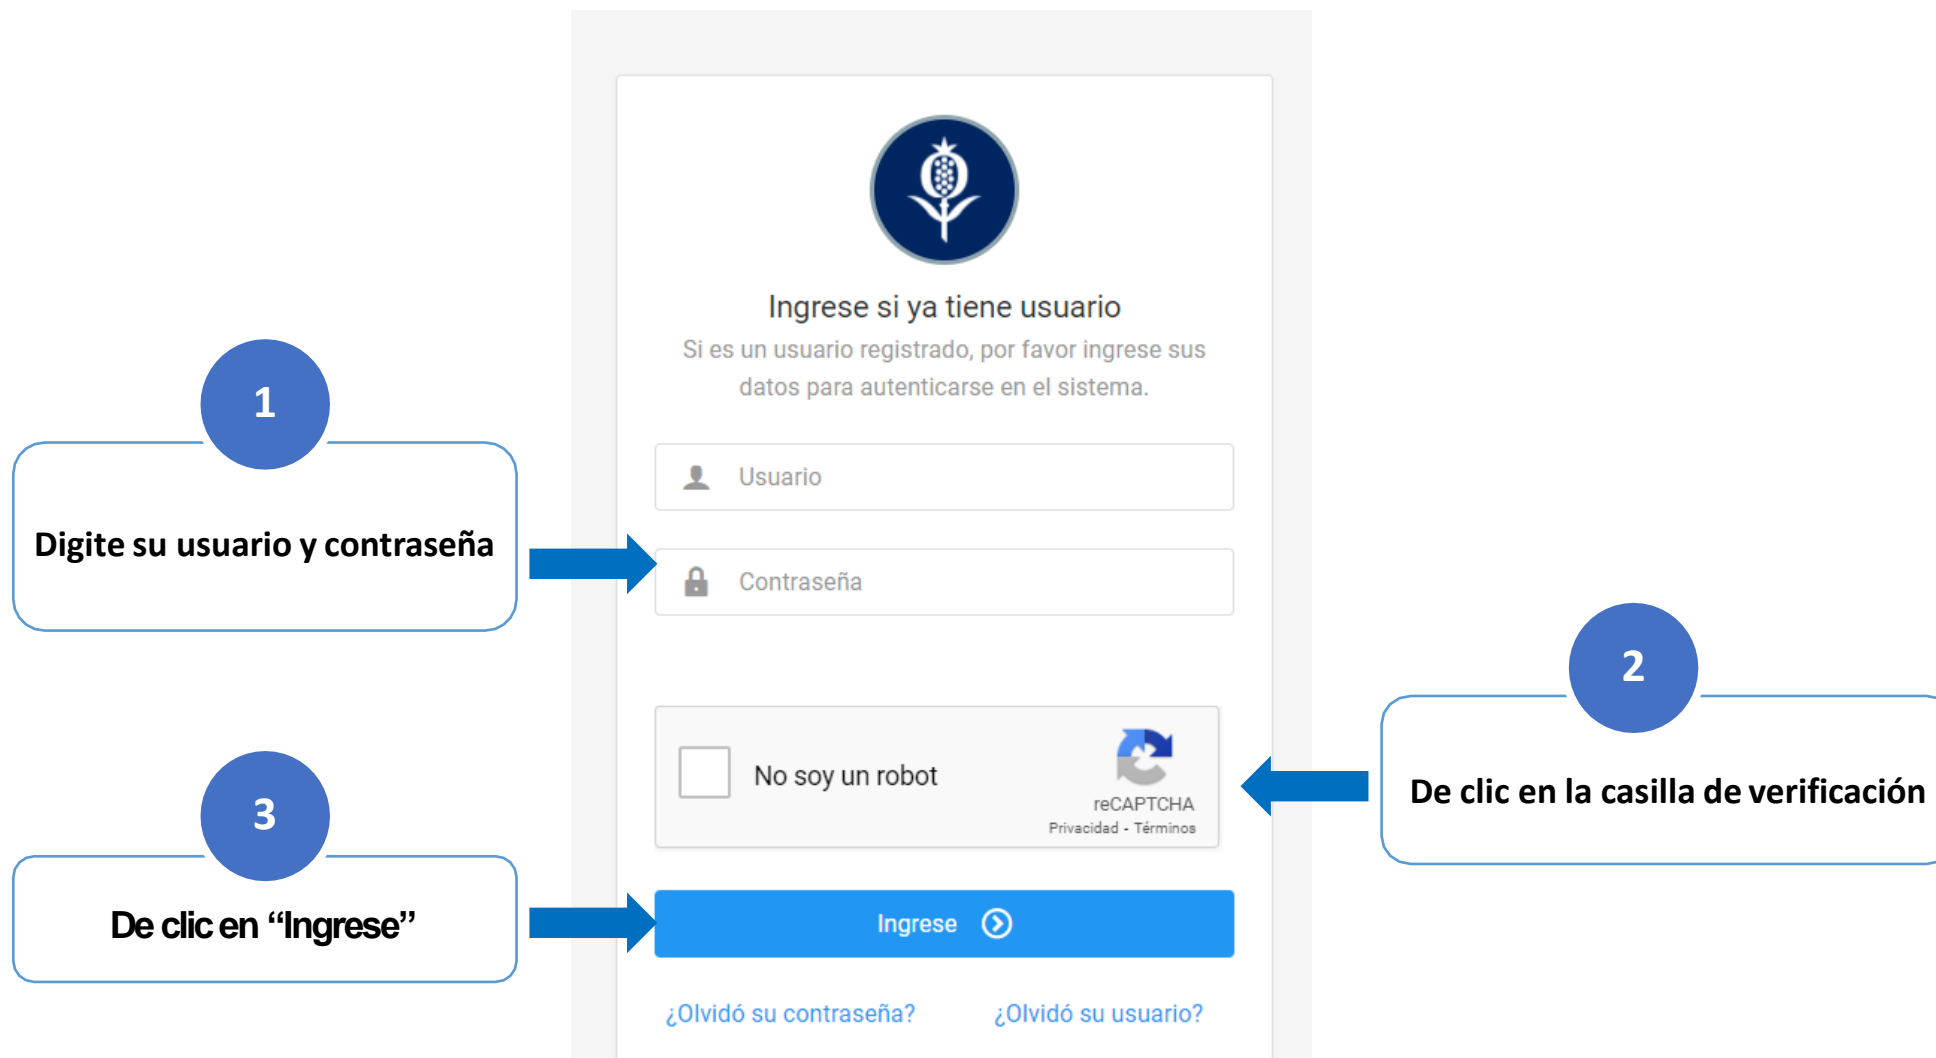 Ingrese si ya tiene usuario
Si es un usuario registrado, por favor ingrese sus
datos para autenticarse en el sistema.
1
Digite su usuario y contraseña
Usuario
Contraseña
2
De clic en la casilla de verificación
No soy un robot
reCAPTCHA
Privacidad - Términos
3
De clic en “Ingrese”
Ingrese
¿Olvidó su contraseña?
¿Olvidó su usuario?